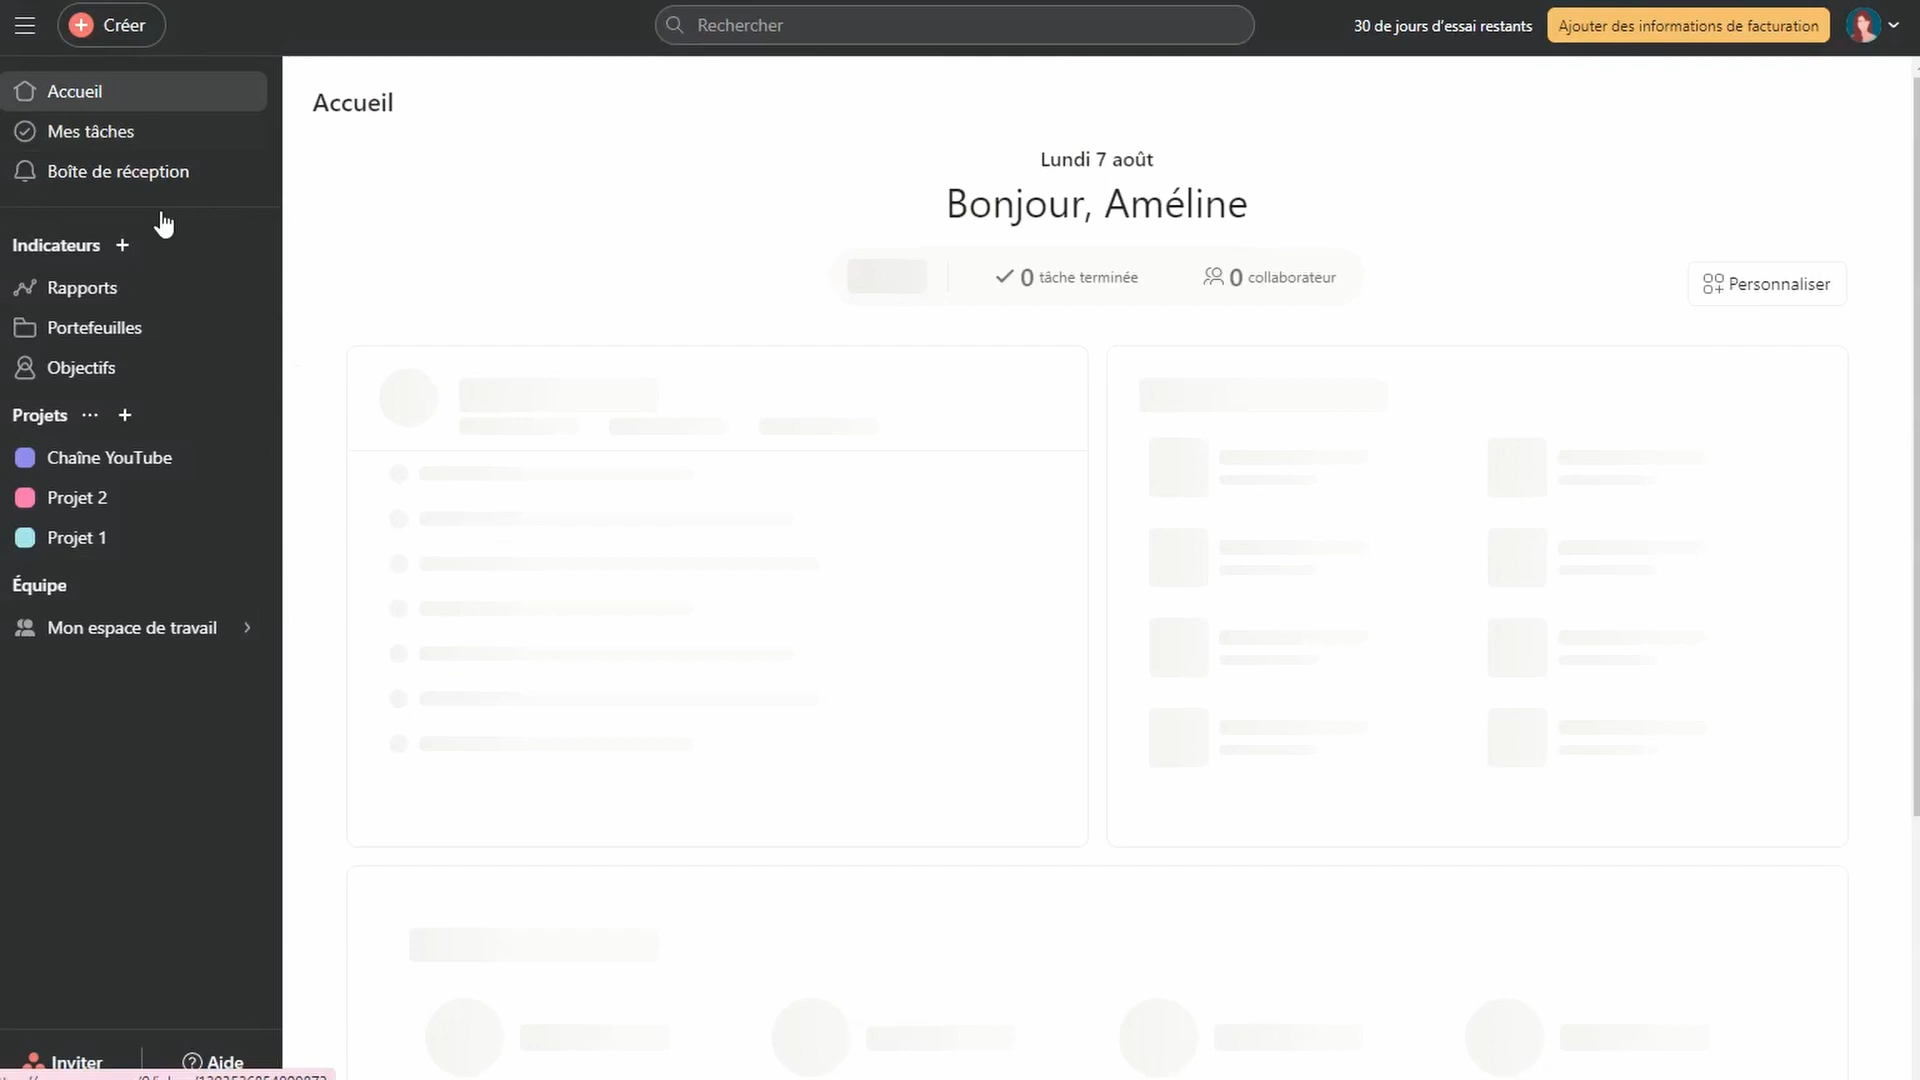 Créer
Rechercher
30 de jours d'essai restants
Ajouter des informations de facturation
Accueil
Mes tâches
Boîte de réception
Indicateurs
Rapports
Portefeuilles
Objectifs
Projets
Chaîne YouTube
Projet 2
Projet 1
Équipe
Mon espace de travail
Inviter
Aide
Accueil
Lundi 7 août
Bonjour, Améline
0 tâche terminée
0 collaborateur
Personnaliser